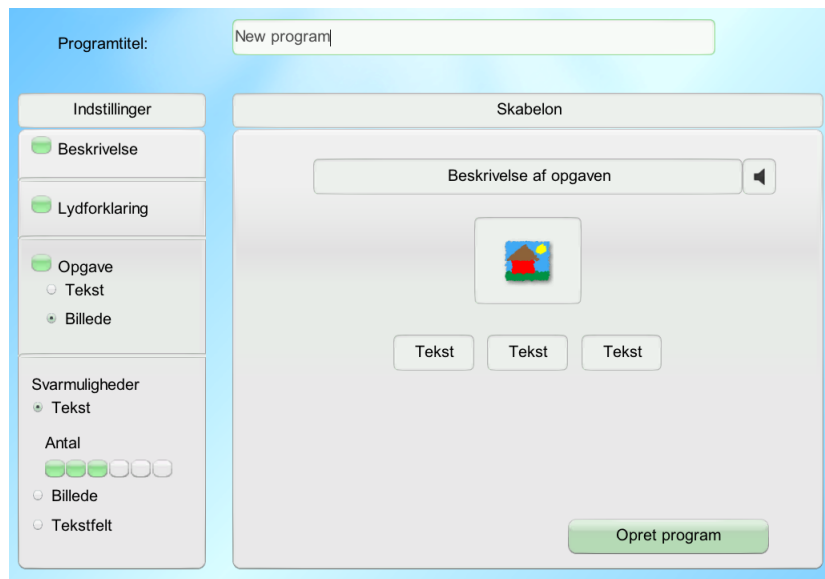 Programtitel:
New program
Indstillinger
Beskrivelse
Lydforklaring
Opgave
Tekst
Billede
Svarmuligheder
Tekst
Antal
Billede
Tekstfelt
Skabelon
Beskrivelse af opgaven
Tekst Tekst Tekst
Opret program